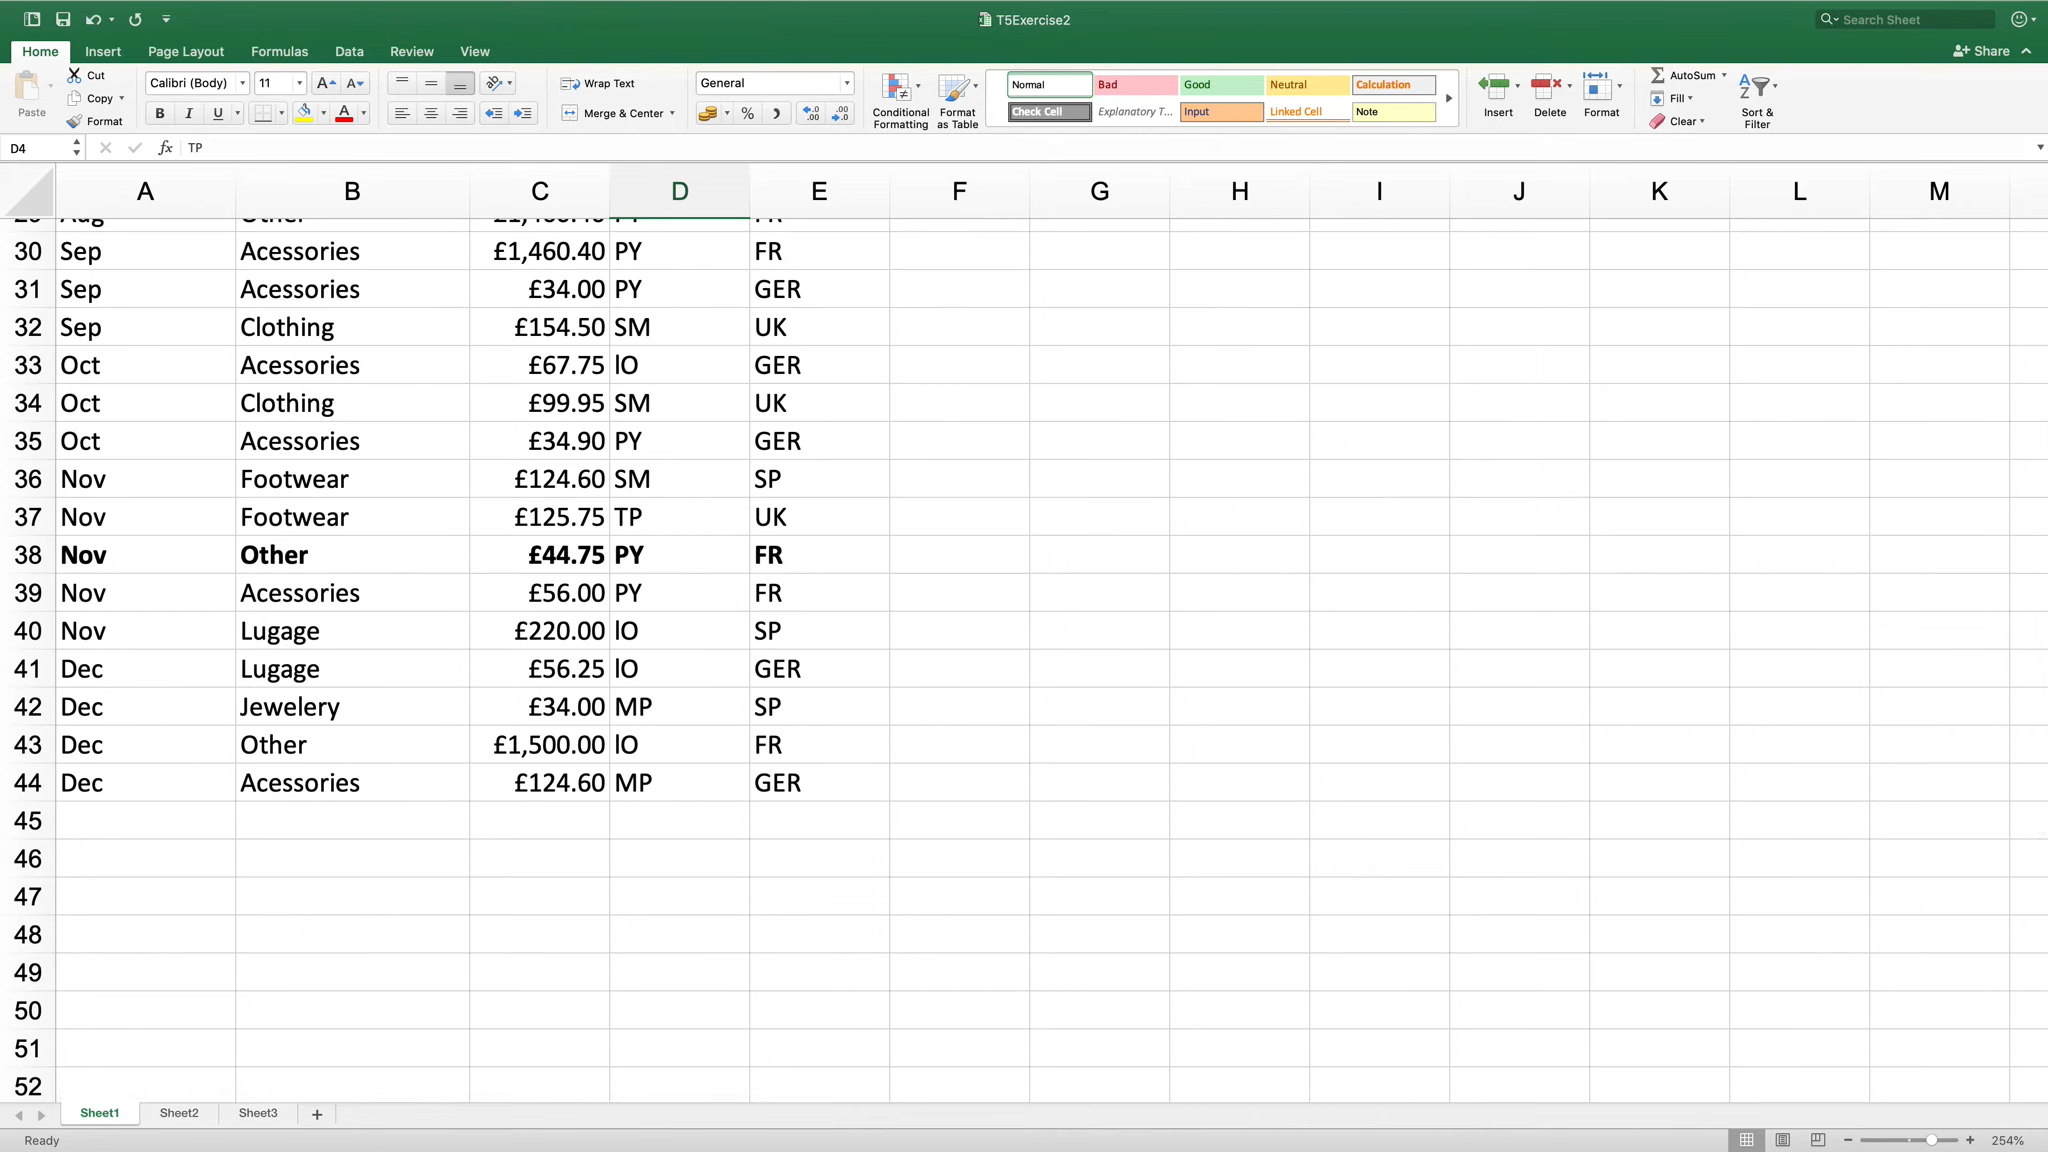 T5Exercise2
Search Sheet
Home Insert Page Layout Formulas Data Review View
Share
Paste
Cut
Copy
Format
Calibri (Body) 11
B I U
Wrap Text
Merge & Center
General
%
Conditional Formatting
Format as Table
Normal Bad Good Neutral Calculation
Check Cell Explanatory T... Input Linked Cell Note
Insert Delete Format
AutoSum
Fill
Clear
Sort & Filter
D4 fx TP
A B C D E F G H I J K L M
30 Sep Acessories £1,460.40 PY FR
31 Sep Acessories £34.00 PY GER
32 Sep Clothing £154.50 SM UK
33 Oct Acessories £67.75 lO GER
34 Oct Clothing £99.95 SM UK
35 Oct Acessories £34.90 PY GER
36 Nov Footwear £124.60 SM SP
37 Nov Footwear £125.75 TP UK
38 Nov Other £44.75 PY FR
39 Nov Acessories £56.00 PY FR
40 Nov Lugage £220.00 lO SP
41 Dec Lugage £56.25 lO GER
42 Dec Jewelery £34.00 MP SP
43 Dec Other £1,500.00 lO FR
44 Dec Acessories £124.60 MP GER
45
46
47
48
49
50
51
52
Sheet1 Sheet2 Sheet3 +
Ready
254%